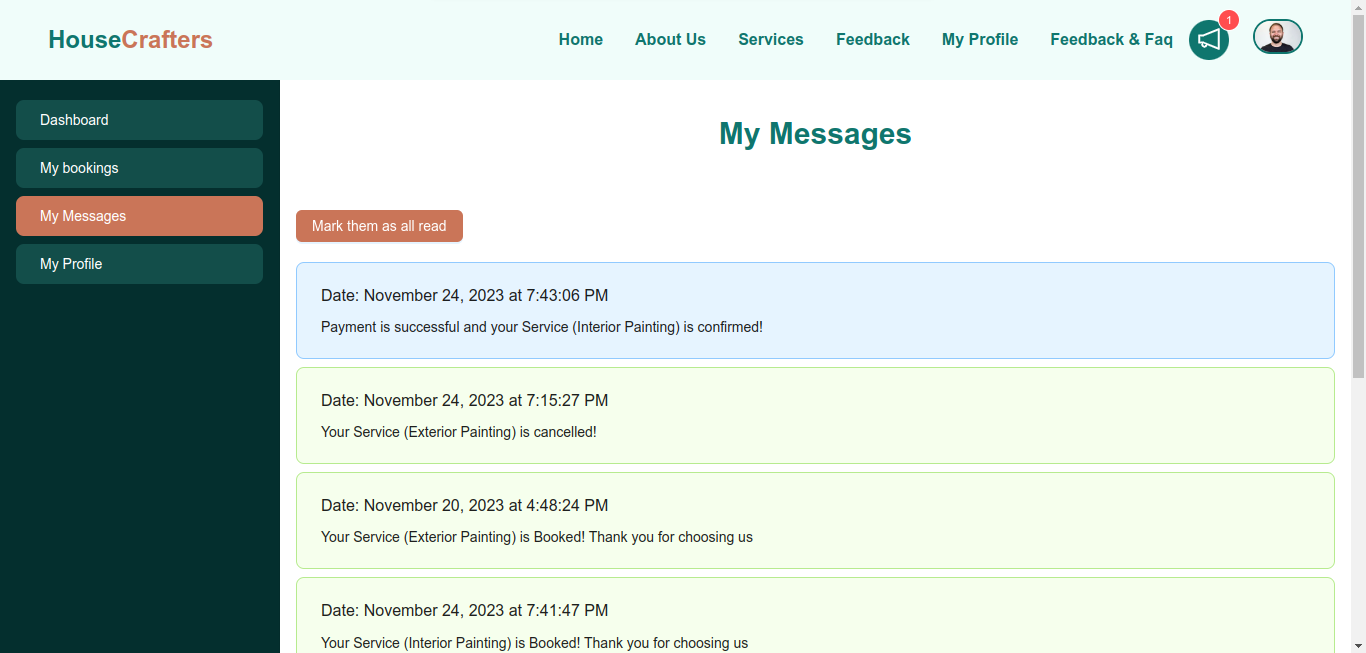 HouseCrafters
Home About Us Services Feedback My Profile Feedback & Faq 1
Dashboard
My bookings
My Messages
My Profile
My Messages
Mark them as all read
Date: November 24, 2023 at 7:43:06 PM
Payment is successful and your Service (Interior Painting) is confirmed!
Date: November 24, 2023 at 7:15:27 PM
Your Service (Exterior Painting) is cancelled!
Date: November 20, 2023 at 4:48:24 PM
Your Service (Exterior Painting) is Booked! Thank you for choosing us
Date: November 24, 2023 at 7:41:47 PM
Your Service (Interior Painting) is Booked! Thank you for choosing us